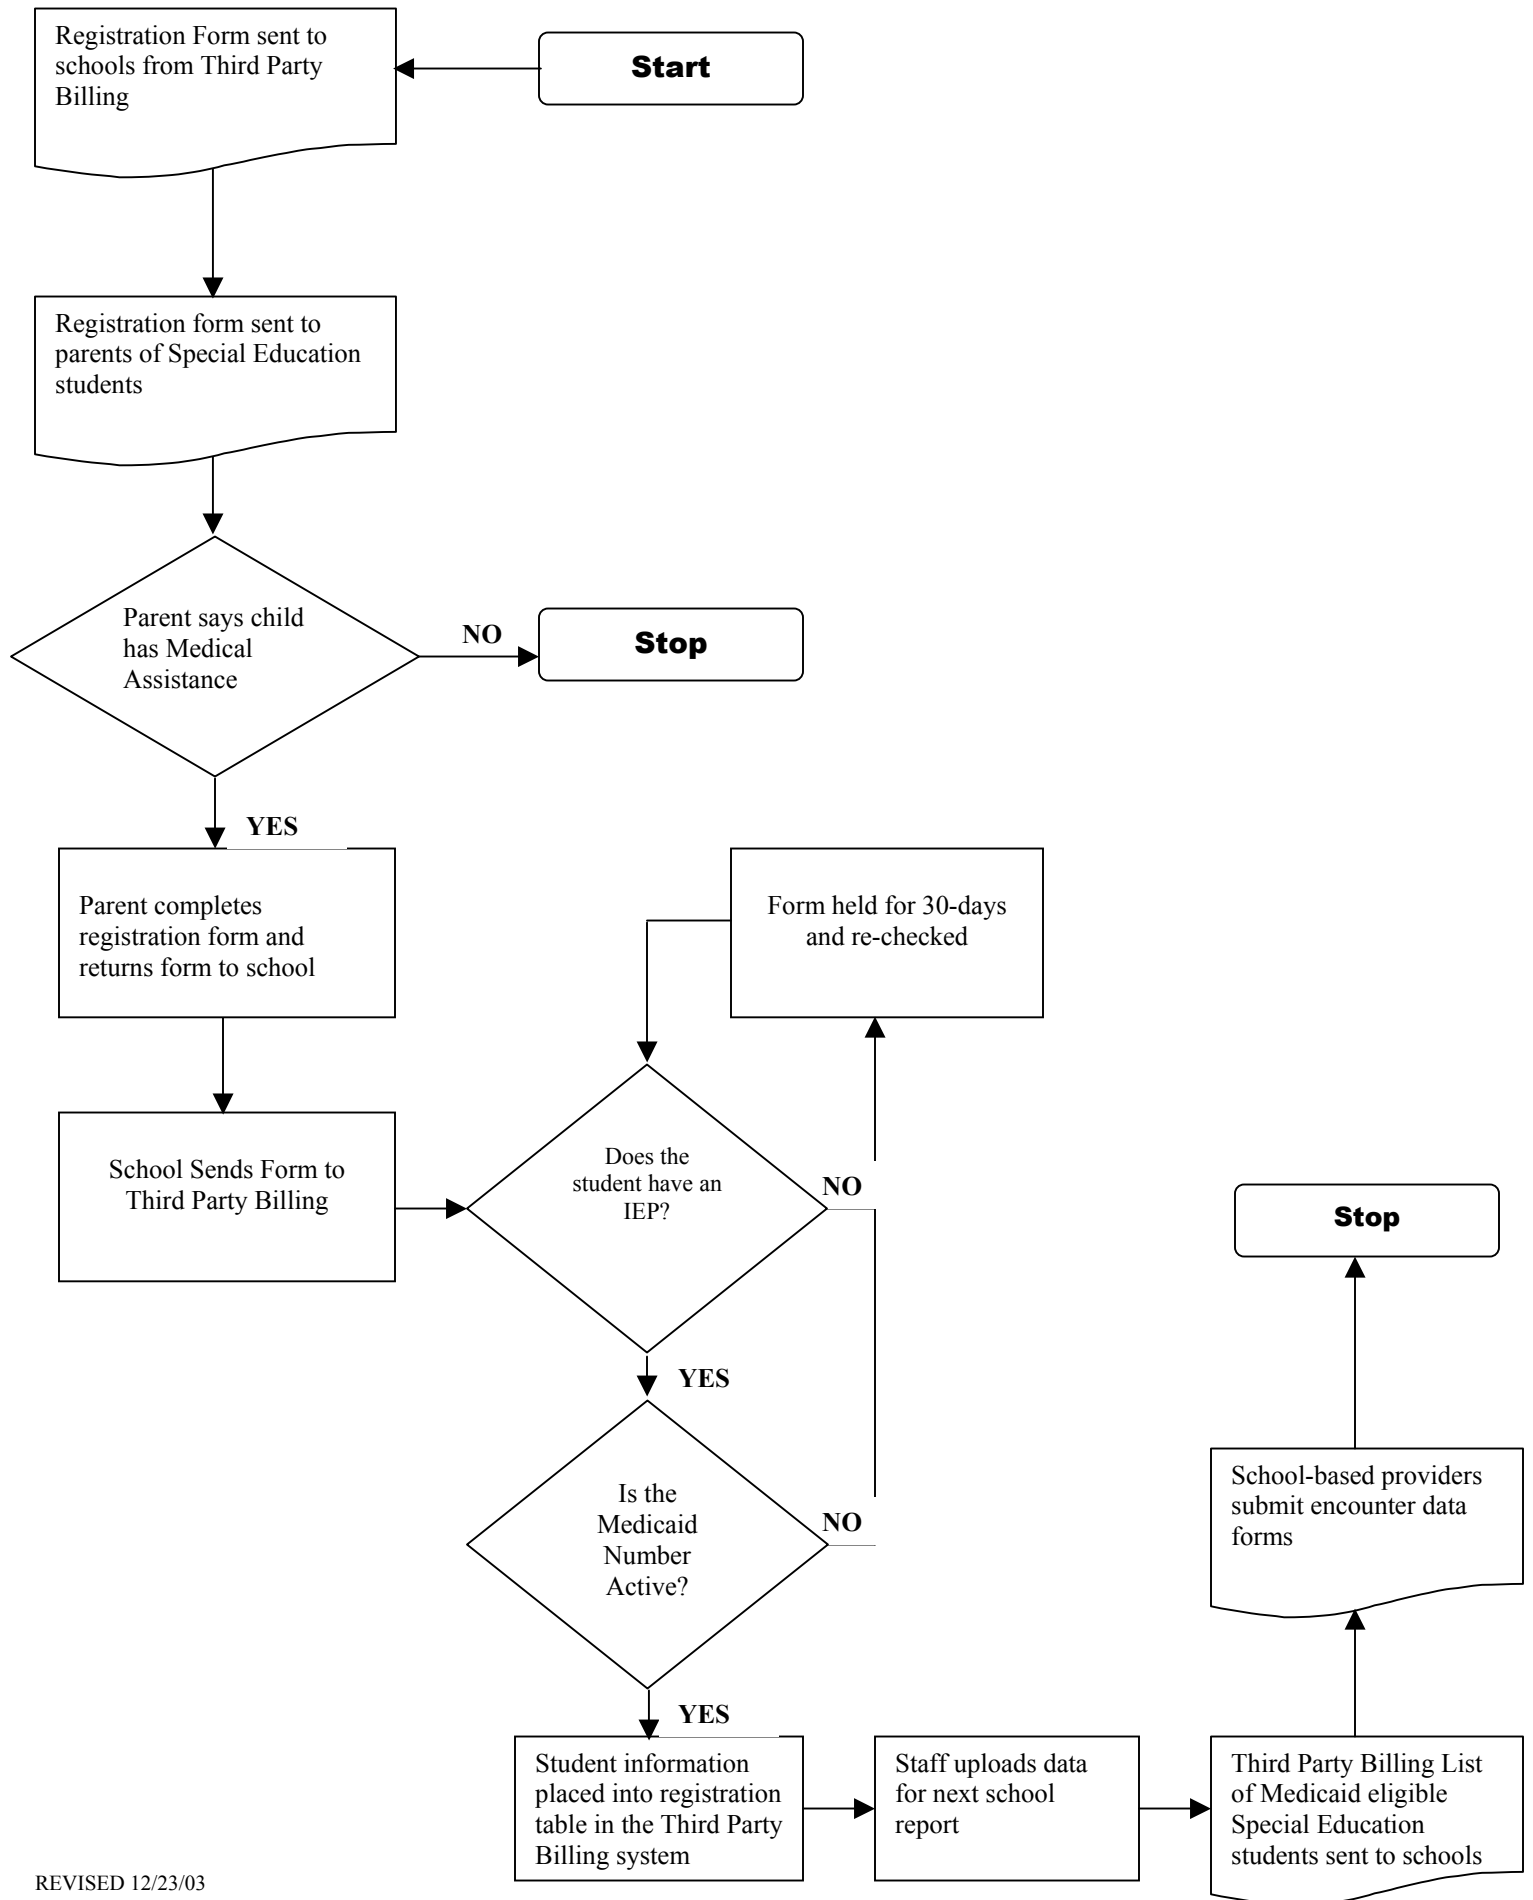 Registration Form sent to
schools from Third Party
Billing
Start
Registration form sent to
parents of Special Education
students
Parent says child
has Medical
Assistance
NO
Stop
YES
Parent completes
registration form and
returns form to school
Form held for 30-days
and re-checked
School Sends Form to
Third Party Billing
Does the
student have an
IEP?
NO
Stop
YES
Is the
Medicaid
Number
Active?
NO
School-based providers
submit encounter data
forms
YES
Student information
placed into registration
table in the Third Party
Billing system
Staff uploads data
for next school
report
Third Party Billing List
of Medicaid eligible
Special Education
students sent to schools
REVISED 12/23/03